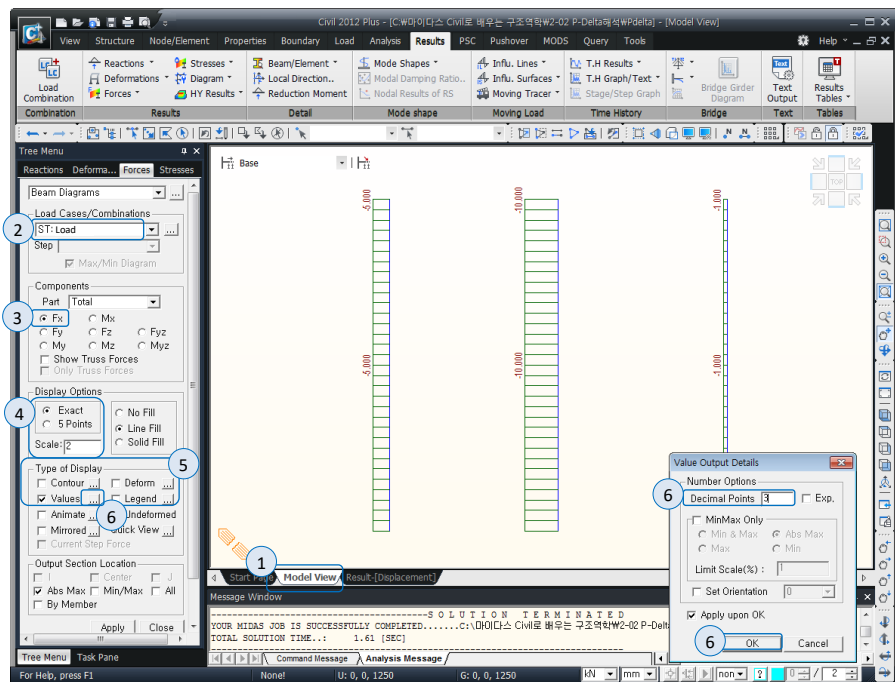 Civil 2012 Plus - [C:₩마이다스 Civil로 배우는 구조역학₩2-02 P-Delta해석₩Pdelta] - [Model View]
View Structure Node/Element Properties Boundary Load Analysis Results PSC Pushover MODS Query Tools Help
Load Combination
Reactions
Deformations
Forces
Stresses
Diagram
HY Results
Beam/Element
Local Direction..
Reduction Moment
Mode Shapes
Modal Damping Ratio..
Nodal Results of RS
Influ. Lines
Influ. Surfaces
Moving Tracer
T.H Results
T.H Graph/Text
Stage/Step Graph
Bridge Girder Diagram
Text
Text Output
Results Tables
Combination Results Detail Mode shape Moving Load Time History Bridge Text Tables
Tree Menu
Reactions Deforma... Forces Stresses
Beam Diagrams
...
Load Cases/Combinations
2
ST: Load
...
Step
Max/Min Diagram
Components
Part Total
3
Fx Mx
Fy Fz Fyz
My Mz Myz
Show Truss Forces
Only Truss Forces
Display Options
4
Exact
5 Points
Scale: 2
No Fill
Line Fill
Solid Fill
5
Type of Display
Contour ... Deform ...
Values ... Legend ...
6
Animate ... Undeformed
Mirrored ... Quick View ...
Current Step Force
Output Section Location
I Center J
Abs Max Min/Max All
By Member
Apply Close
Tree Menu Task Pane
Base
TOP
-5.000
-10.000
-1.000
-5.000
-10.000
-1.000
1
Start Page Model View Result-[Displacement]
Message Window
S O L U T I O N T E R M I N A T E D
YOUR MIDAS JOB IS SUCCESSFULLY COMPLETED.......C:₩마이다스 Civil로 배우는 구조역학₩2-02 P-Delta
TOTAL SOLUTION TIME..: 1.61 [SEC]
Command Message Analysis Message
Value Output Details
Number Options
6
Decimal Points 3 Exp.
MinMax Only
Min & Max Abs Max
Max Min
Limit Scale(%) : 1
Set Orientation 0
Apply upon OK
6
OK Cancel
For Help, press F1 None! U: 0, 0, 1250 G: 0, 0, 1250 kN mm non ? 0 / 2